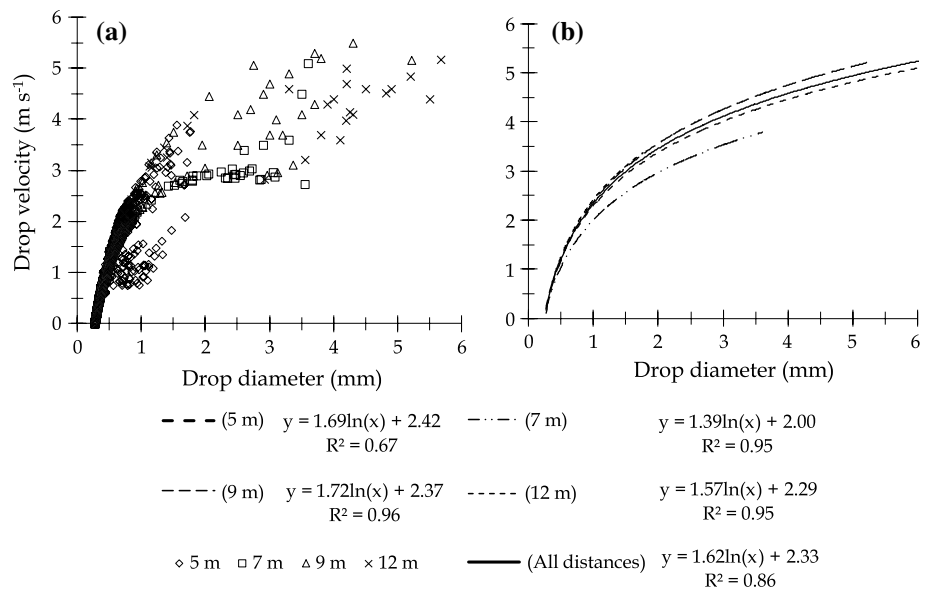 (a)
(b)
6
5
4
3
2
1
0
Drop velocity (m s⁻¹)
0 1 2 3 4 5 6
Drop diameter (mm)
6
5
4
3
2
1
0
0 1 2 3 4 5 6
Drop diameter (mm)
(5 m) y = 1.69ln(x) + 2.42
R² = 0.67
(7 m) y = 1.39ln(x) + 2.00
R² = 0.95
(9 m) y = 1.72ln(x) + 2.37
R² = 0.96
(12 m) y = 1.57ln(x) + 2.29
R² = 0.95
5 m 7 m 9 m 12 m
(All distances) y = 1.62ln(x) + 2.33
R² = 0.86